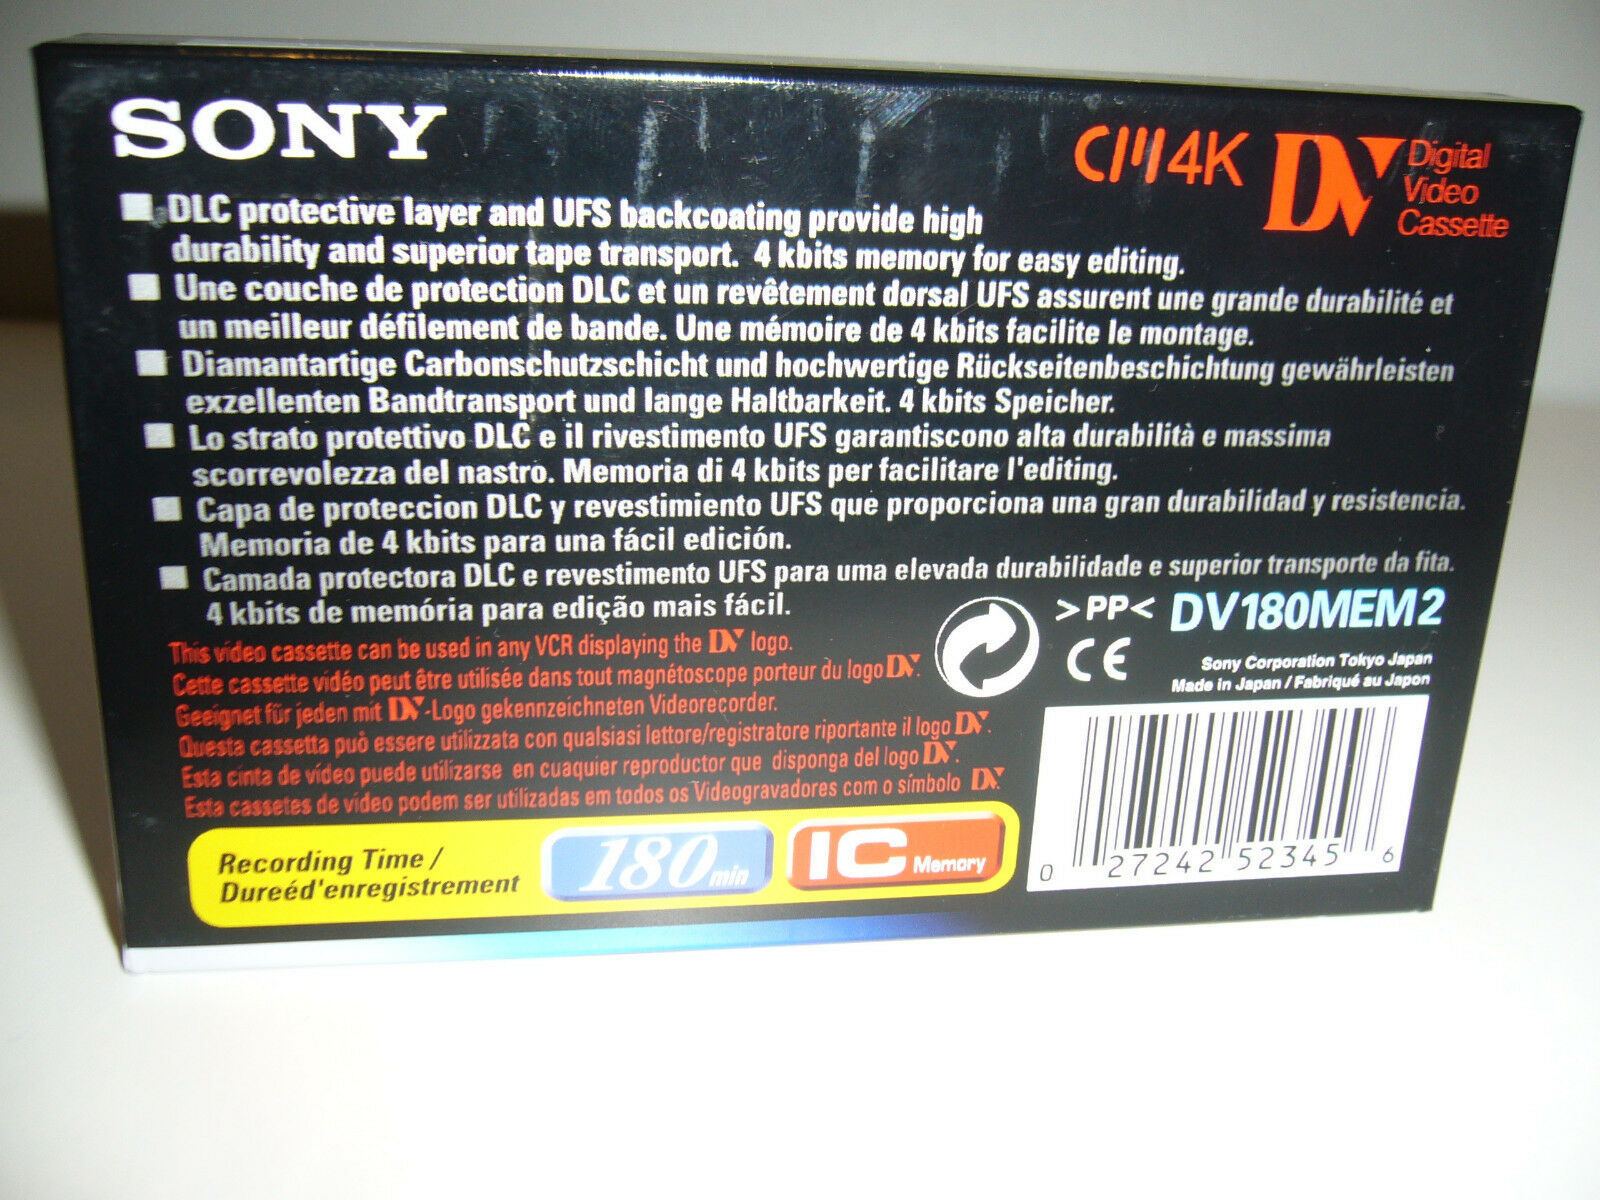 SONY
CM4K DV Digital Video Cassette
DLC protective layer and UFS backcoating provide high
durability and superior tape transport. 4 kbits memory for easy editing.
Une couche de protection DLC et un revêtement dorsal UFS assurent une grande durabilité et
un meilleur défilement de bande. Une mémoire de 4 kbits facilite le montage.
Diamantartige Carbonschutzschicht und hochwertige Rückseitenbeschichtung gewährleisten
exzellenten Bandtransport und lange Haltbarkeit. 4 kbits Speicher.
Lo strato protettivo DLC e il rivestimento UFS garantiscono alta durabilità e massima
scorrevolezza del nastro. Memoria di 4 kbits per facilitare l'editing.
Capa de proteccion DLC y revestimiento UFS que proporciona una gran durabilidad y resistencia.
Memoria de 4 kbits para una fácil edición.
Camada protectora DLC e revestimento UFS para uma elevada durabilidade e superior transporte da fita.
4 kbits de memória para edição mais fácil.
This video cassette can be used in any VCR displaying the DV logo.
Cette cassette vidéo peut être utilisée dans tout magnétoscope porteur du logo DV.
Geeignet für jeden mit DV-Logo gekennzeichneten Videorecorder.
Questa cassetta può essere utilizzata con qualsiasi lettore/registratore riportante il logo DV.
Esta cinta de vídeo puede utilizarse en cuaquier reproductor que disponga del logo DV.
Esta cassetes de vídeo podem ser utilizadas em todos os Videogravadores com o símbolo DV.
>PP< DV180MEM2
CE
Sony Corporation Tokyo Japan
Made in Japan / Fabriqué au Japon
0 27242 52345 6
Recording Time /
Dureéd'enregistrement
180min
IC Memory